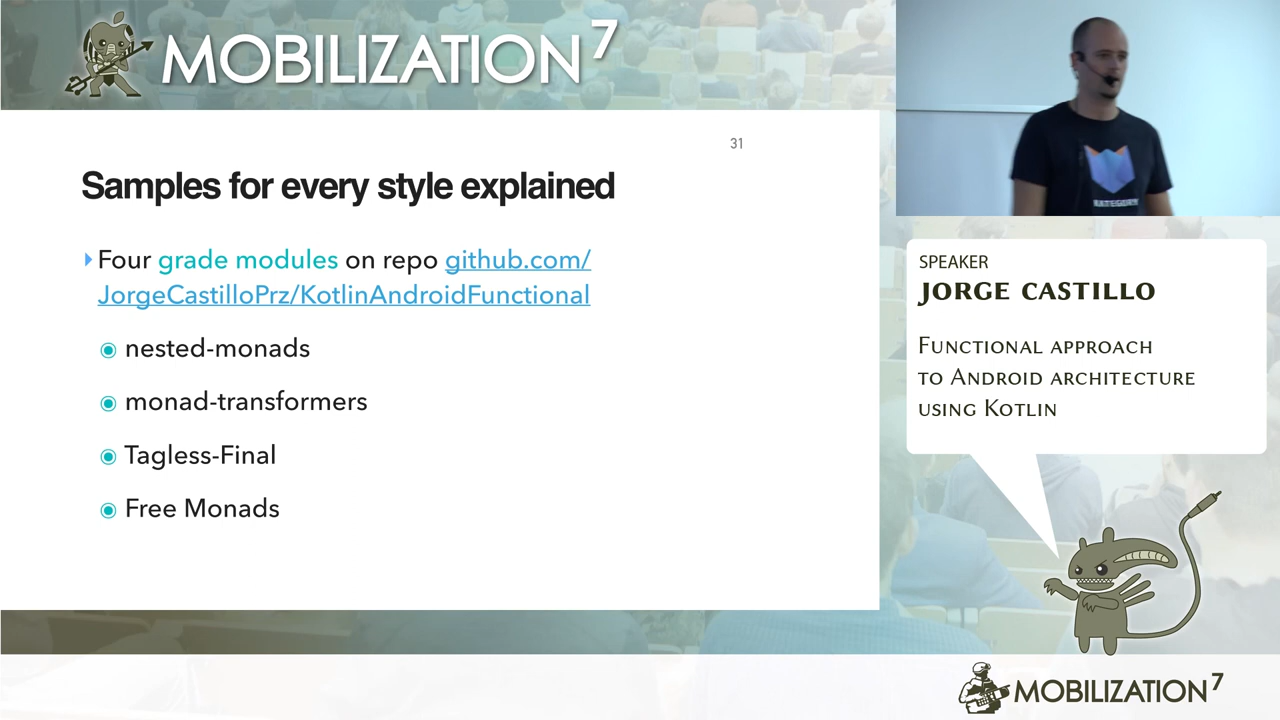 MOBILIZATION 7
31
Samples for every style explained
Four grade modules on repo github.com/
JorgeCastilloPrz/KotlinAndroidFunctional
nested-monads
monad-transformers
Tagless-Final
Free Monads
KATEGORY
SPEAKER
JORGE CASTILLO
FUNCTIONAL APPROACH
TO ANDROID ARCHITECTURE
USING KOTLIN
MOBILIZATION 7